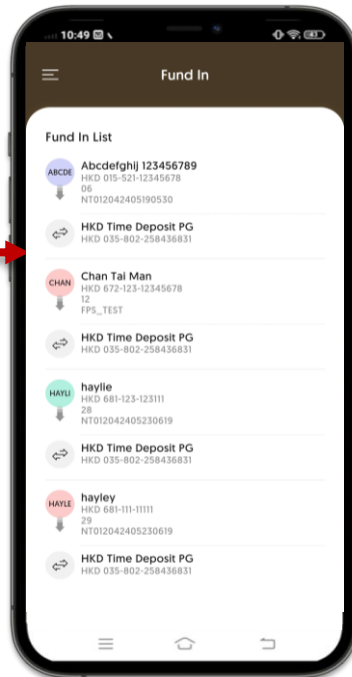 10:49
43
Fund In
Fund In List
ABCDE
Abcdefghij 123456789
HKD 015-521-12345678
06
NT012042405190530
HKD Time Deposit PG
HKD 035-802-258436831
CHAN
Chan Tai Man
HKD 672-123-12345678
12
FPS_TEST
HKD Time Deposit PG
HKD 035-802-258436831
HAYLI
haylie
HKD 681-123-123111
28
NT012042405230619
HKD Time Deposit PG
HKD 035-802-258436831
HAYLE
hayley
HKD 681-111-11111
29
NT012042405230619
HKD Time Deposit PG
HKD 035-802-258436831